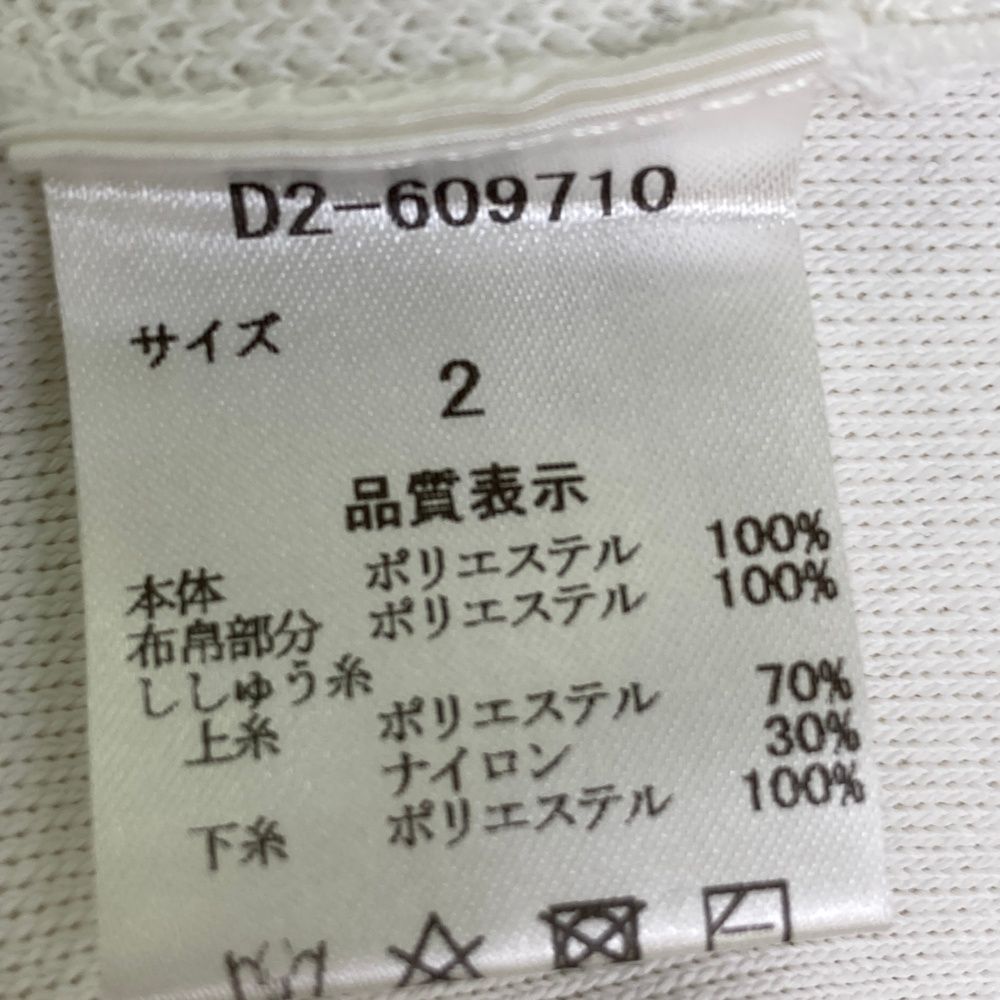 D2-609710
サイズ
2
品質表示
本体 ポリエステル 100%
布帛部分 ポリエステル 100%
ししゅう糸
上糸 ポリエステル 70%
ナイロン 30%
下糸 ポリエステル 100%